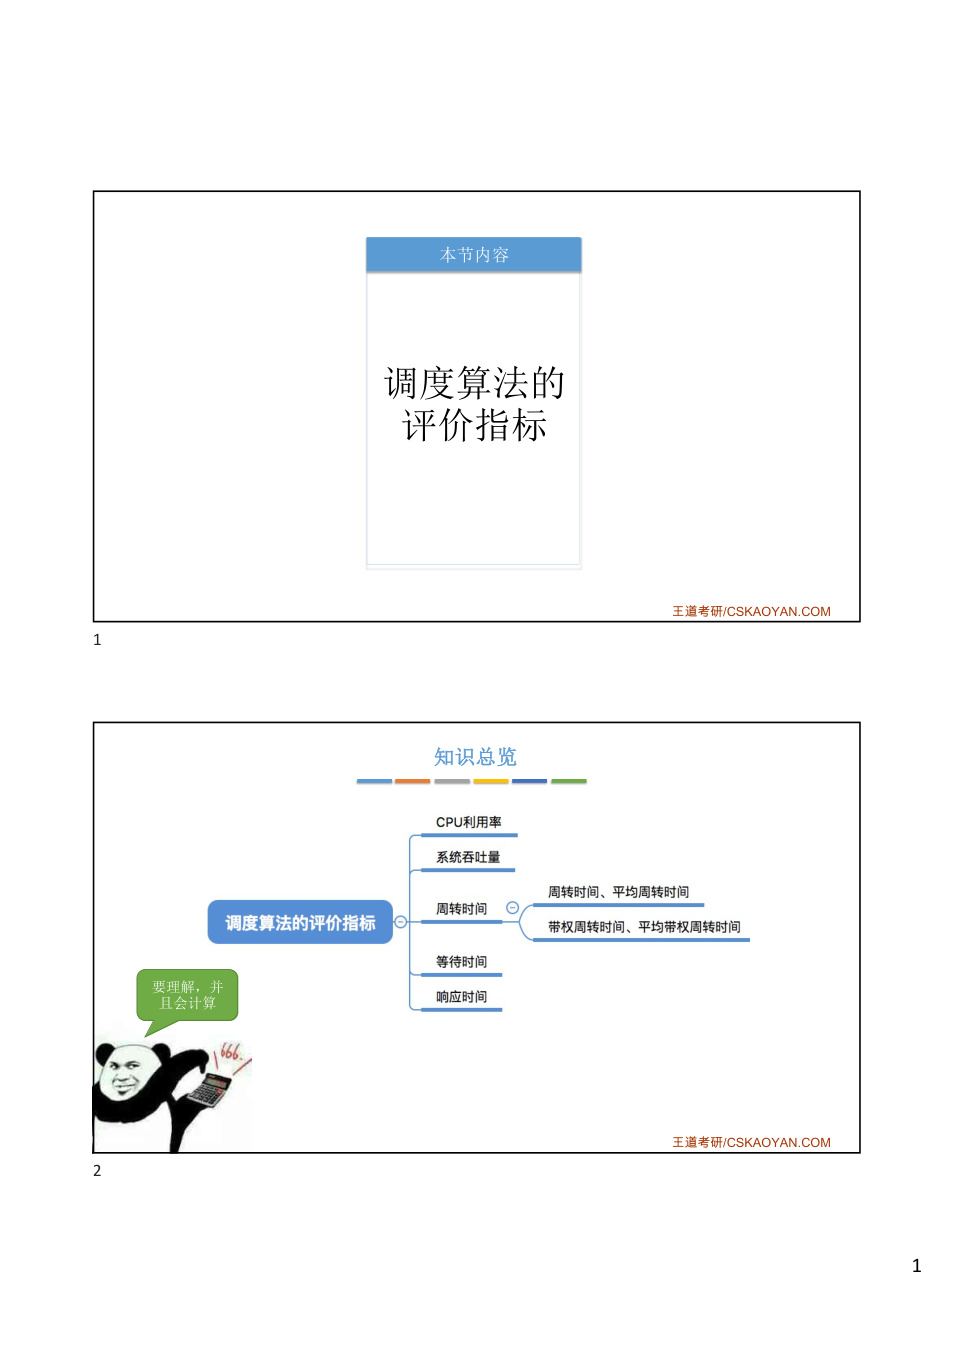 本节内容
调度算法的
评价指标
王道考研/CSKAOYAN.COM
1
知识总览
CPU利用率
系统吞吐量
周转时间、平均周转时间
周转时间
调度算法的评价指标
带权周转时间、平均带权周转时间
等待时间
响应时间
要理解，并
且会计算
666.
王道考研/CSKAOYAN.COM
2
1